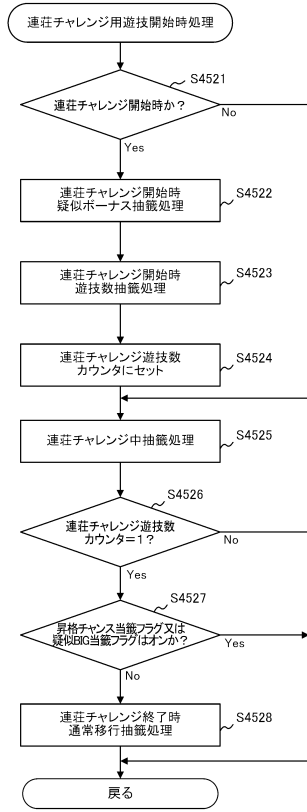 連荘チャレンジ用遊技開始時処理
S4521
連荘チャレンジ開始時か？
No
Yes
連荘チャレンジ開始時
疑似ボーナス抽籤処理
S4522
連荘チャレンジ開始時
遊技数抽籤処理
S4523
連荘チャレンジ遊技数
カウンタにセット
S4524
連荘チャレンジ中抽籤処理
S4525
S4526
連荘チャレンジ遊技数
カウンター＝１？
No
Yes
S4527
昇格チャンス当籤フラグ又は
疑似BIG当籤フラグはオンか？
Yes
No
連荘チャレンジ終了時
通常移行抽籤処理
S4528
戻る